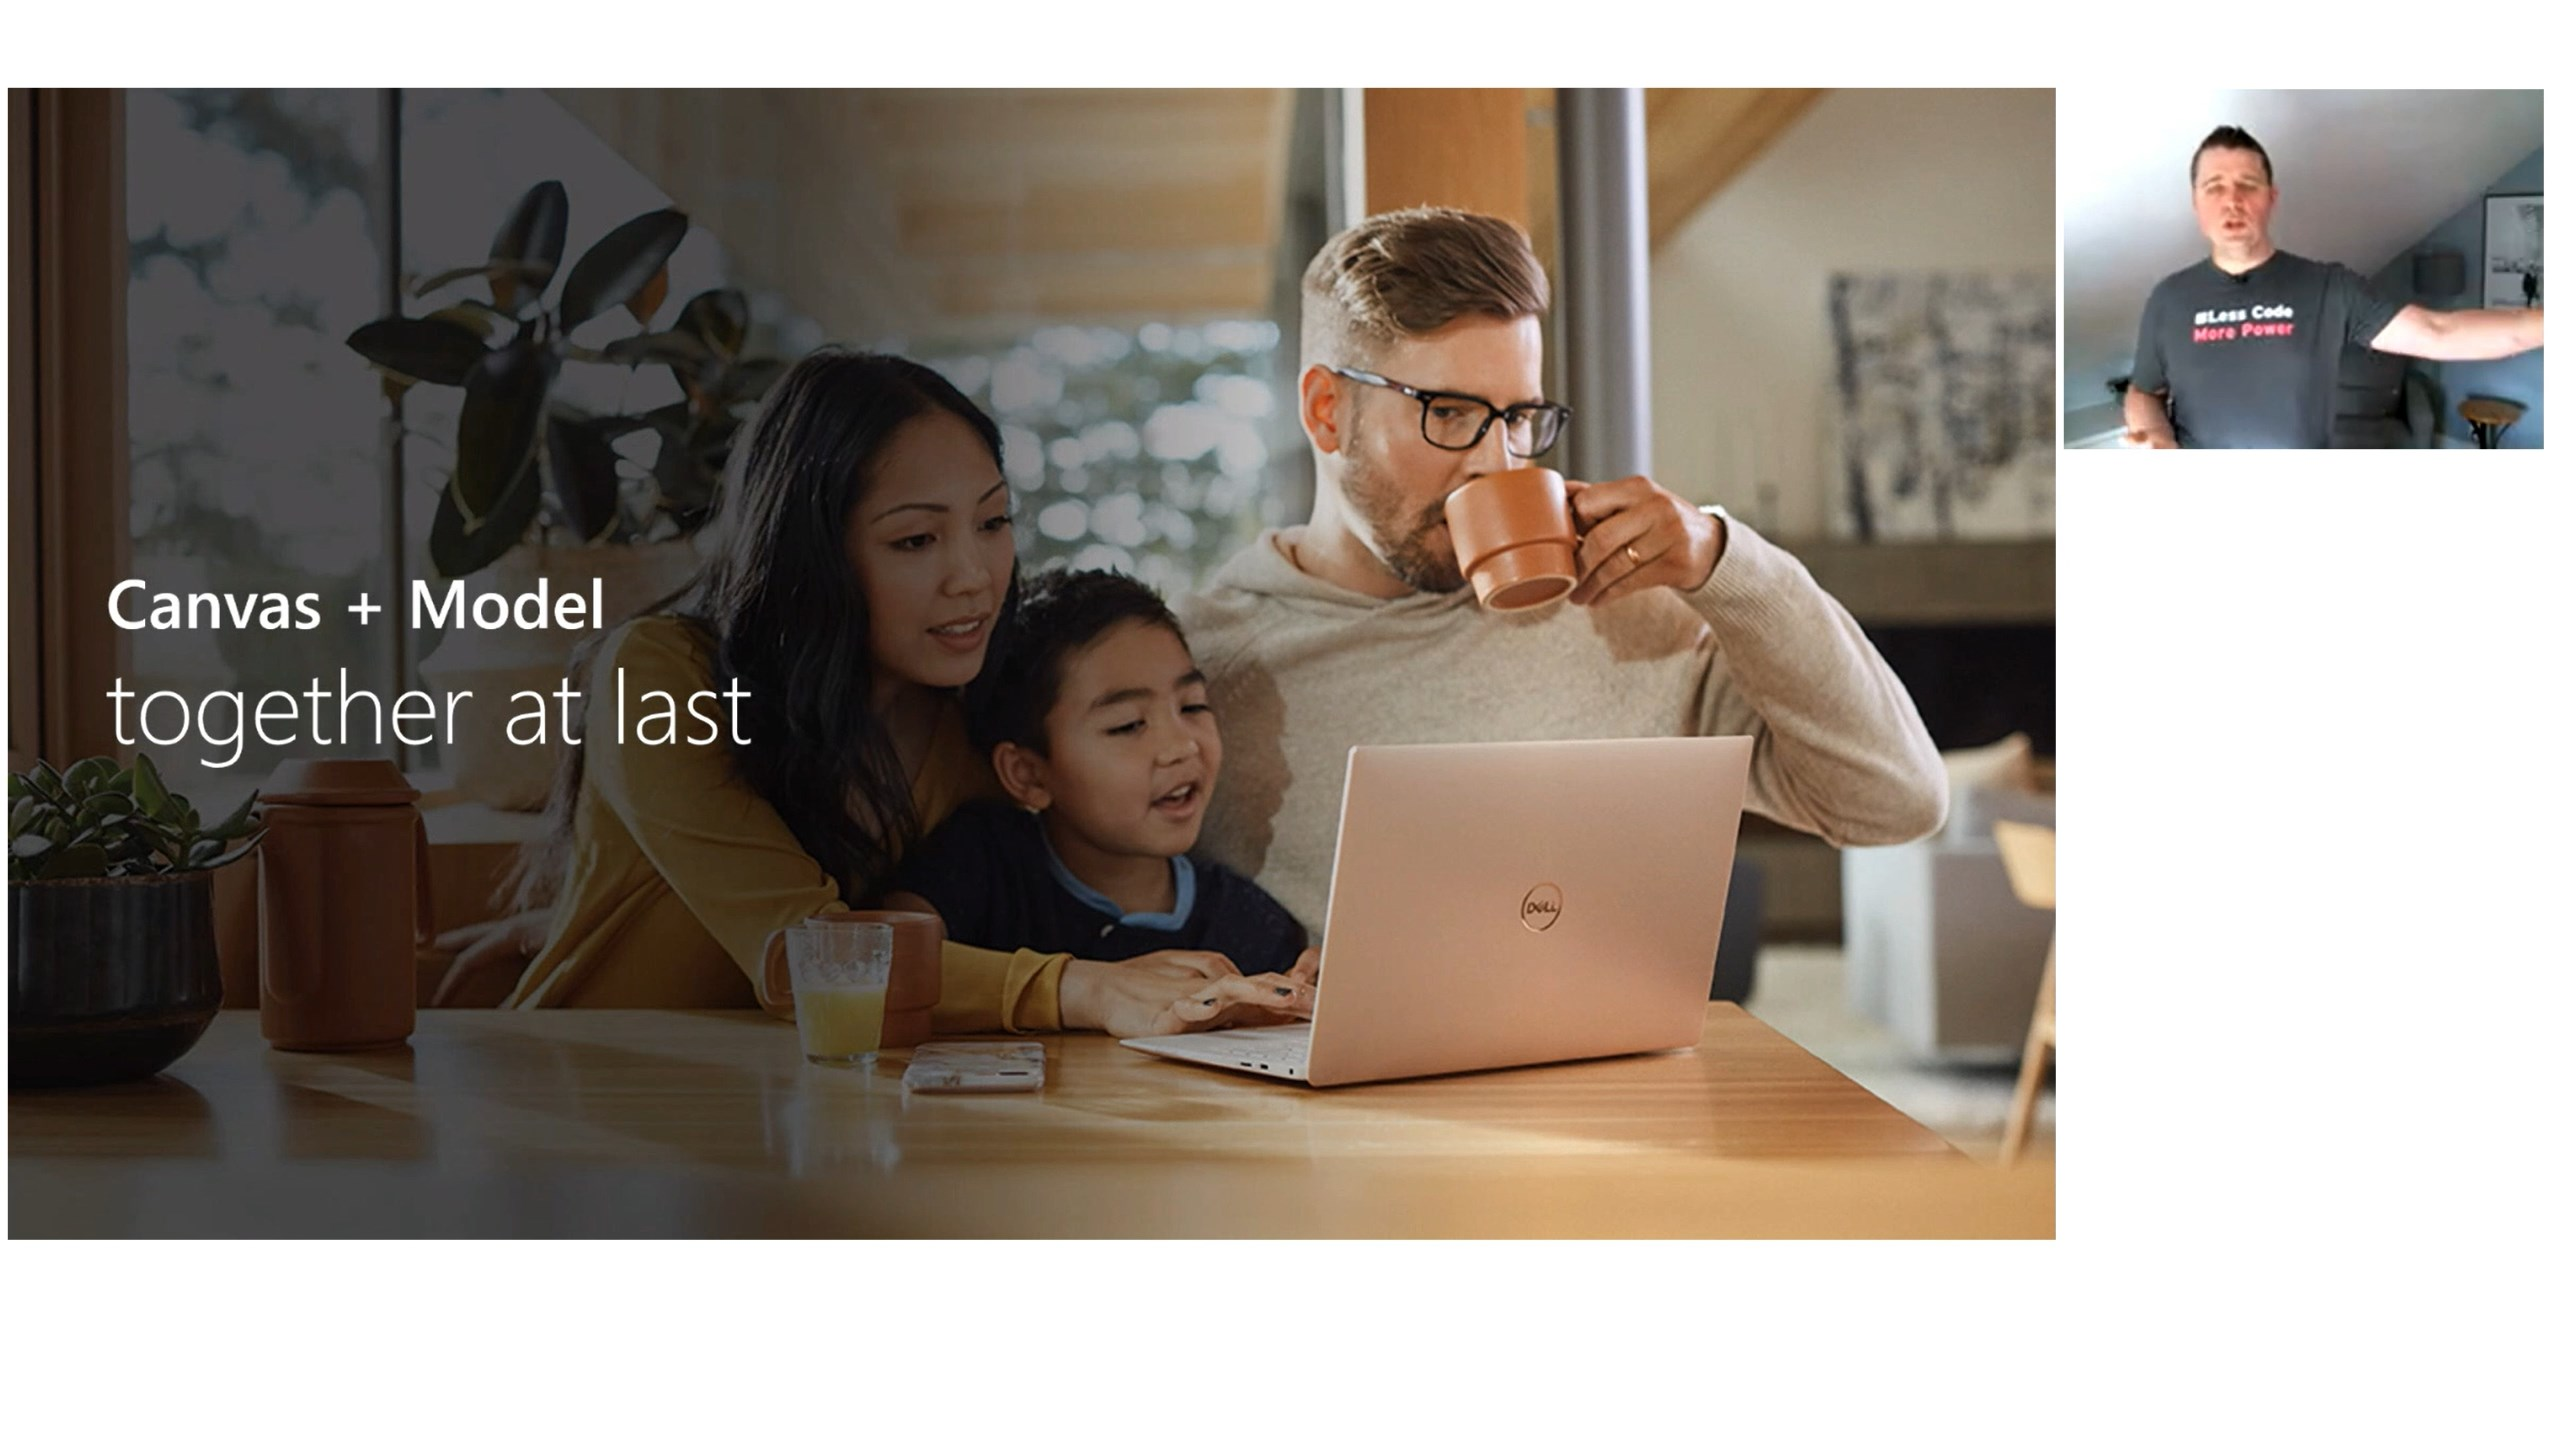 Canvas + Model
together at last
DELL
#Less Code
More Power